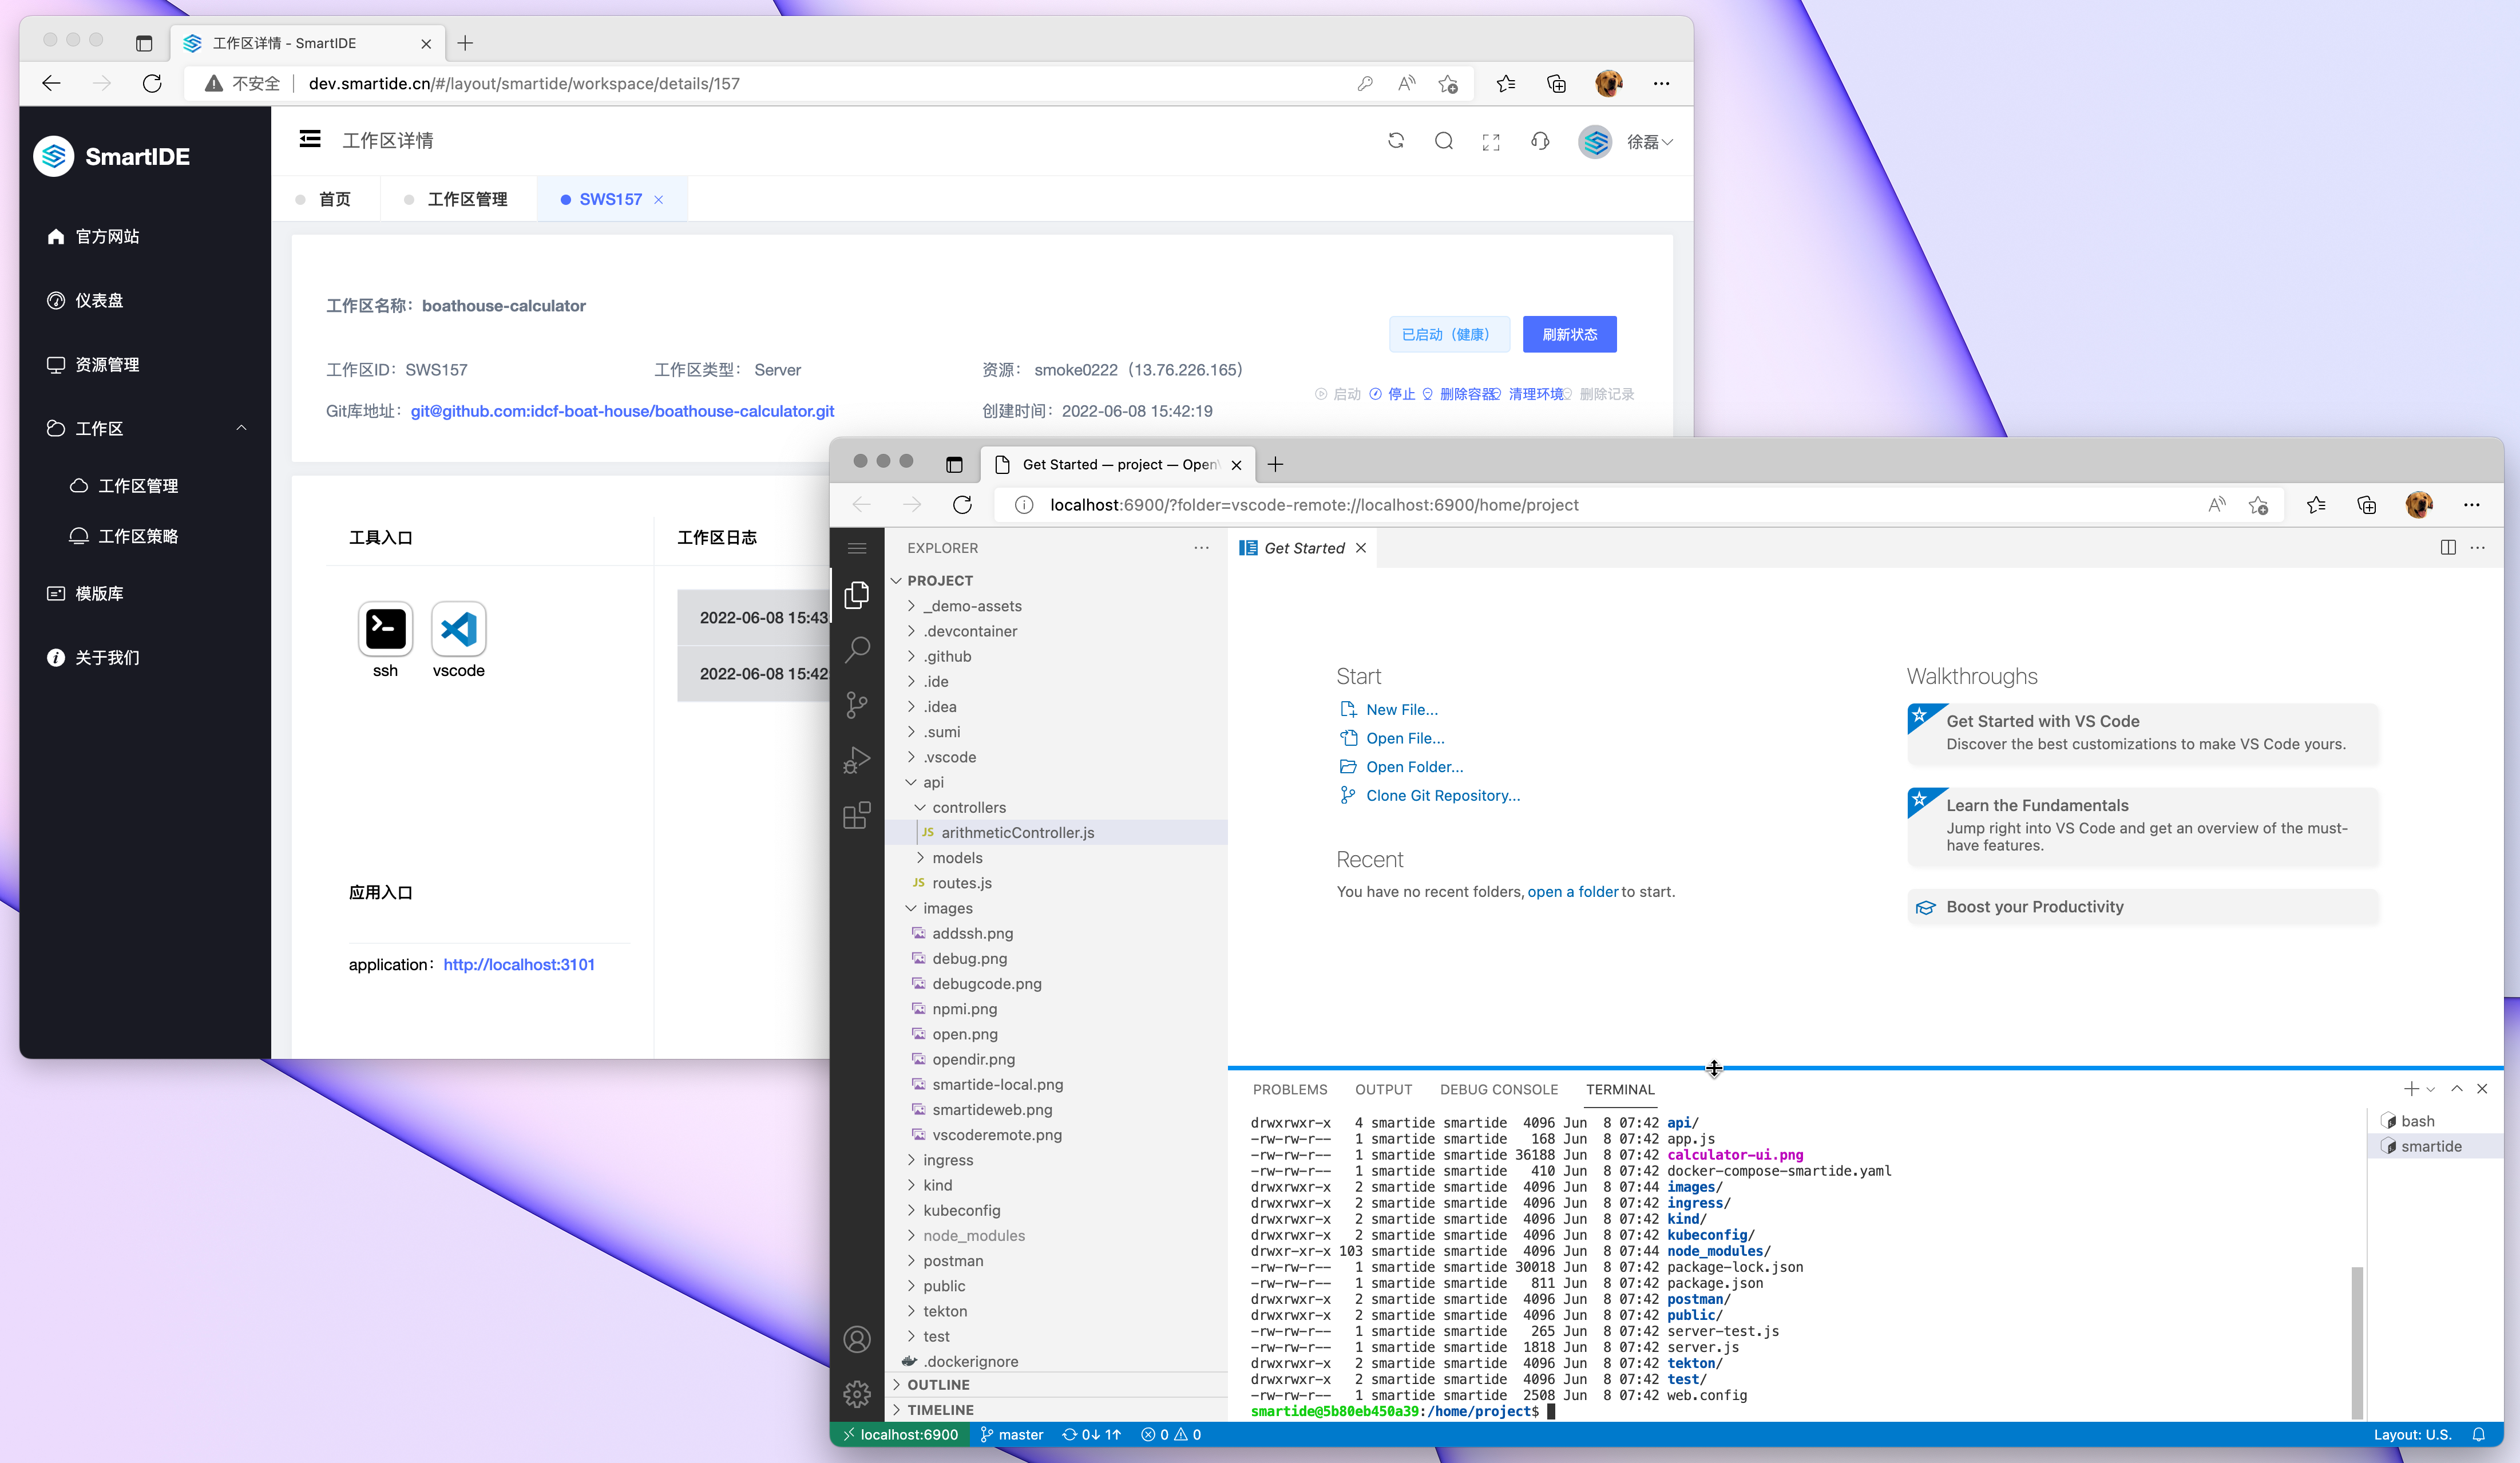 工作区详情 - SmartIDE
不安全 dev.smartide.cn/#/layout/smartide/workspace/details/157
SmartIDE
官方网站
仪表盘
资源管理
工作区
工作区管理
工作区策略
模版库
关于我们
工作区详情
徐磊
首页 工作区管理 SWS157
工作区名称：boathouse-calculator
已启动（健康） 刷新状态
工作区ID：SWS157 工作区类型： Server 资源： smoke0222（13.76.226.165）
启动 停止 删除容器 清理环境 删除记录
Git库地址：git@github.com:idcf-boat-house/boathouse-calculator.git 创建时间：2022-06-08 15:42:19
工具入口
ssh vscode
应用入口
application：http://localhost:3101
工作区日志
2022-06-08 15:43
2022-06-08 15:42
Get Started — project — Open
localhost:6900/?folder=vscode-remote://localhost:6900/home/project
EXPLORER
PROJECT
_demo-assets
.devcontainer
.github
.ide
.idea
.sumi
.vscode
api
controllers
JS arithmeticController.js
models
JS routes.js
images
addssh.png
debug.png
debugcode.png
npmi.png
open.png
opendir.png
smartide-local.png
smartideweb.png
vscoderemote.png
ingress
kind
kubeconfig
node_modules
postman
public
tekton
test
.dockerignore
OUTLINE
TIMELINE
Get Started
Start
New File...
Open File...
Open Folder...
Clone Git Repository...
Recent
You have no recent folders, open a folder to start.
Walkthroughs
Get Started with VS Code
Discover the best customizations to make VS Code yours.
Learn the Fundamentals
Jump right into VS Code and get an overview of the must-
have features.
Boost your Productivity
PROBLEMS OUTPUT DEBUG CONSOLE TERMINAL
drwxrwxr-x 4 smartide smartide 4096 Jun 8 07:42 api/
-rw-rw-r-- 1 smartide smartide 168 Jun 8 07:42 app.js
-rw-rw-r-- 1 smartide smartide 36188 Jun 8 07:42 calculator-ui.png
-rw-rw-r-- 1 smartide smartide 410 Jun 8 07:42 docker-compose-smartide.yaml
drwxrwxr-x 2 smartide smartide 4096 Jun 8 07:44 images/
drwxrwxr-x 2 smartide smartide 4096 Jun 8 07:42 ingress/
drwxrwxr-x 2 smartide smartide 4096 Jun 8 07:42 kind/
drwxrwxr-x 2 smartide smartide 4096 Jun 8 07:42 kubeconfig/
drwxr-xr-x 103 smartide smartide 4096 Jun 8 07:44 node_modules/
-rw-rw-r-- 1 smartide smartide 30018 Jun 8 07:42 package-lock.json
-rw-rw-r-- 1 smartide smartide 811 Jun 8 07:42 package.json
drwxrwxr-x 2 smartide smartide 4096 Jun 8 07:42 postman/
drwxrwxr-x 2 smartide smartide 4096 Jun 8 07:42 public/
-rw-rw-r-- 1 smartide smartide 265 Jun 8 07:42 server-test.js
-rw-rw-r-- 1 smartide smartide 1818 Jun 8 07:42 server.js
drwxrwxr-x 2 smartide smartide 4096 Jun 8 07:42 tekton/
drwxrwxr-x 2 smartide smartide 4096 Jun 8 07:42 test/
-rw-rw-r-- 1 smartide smartide 2508 Jun 8 07:42 web.config
smartide@5b80eb450a39:/home/project$
bash
smartide
localhost:6900 master 0↓ 1↑ 0 0 Layout: U.S.